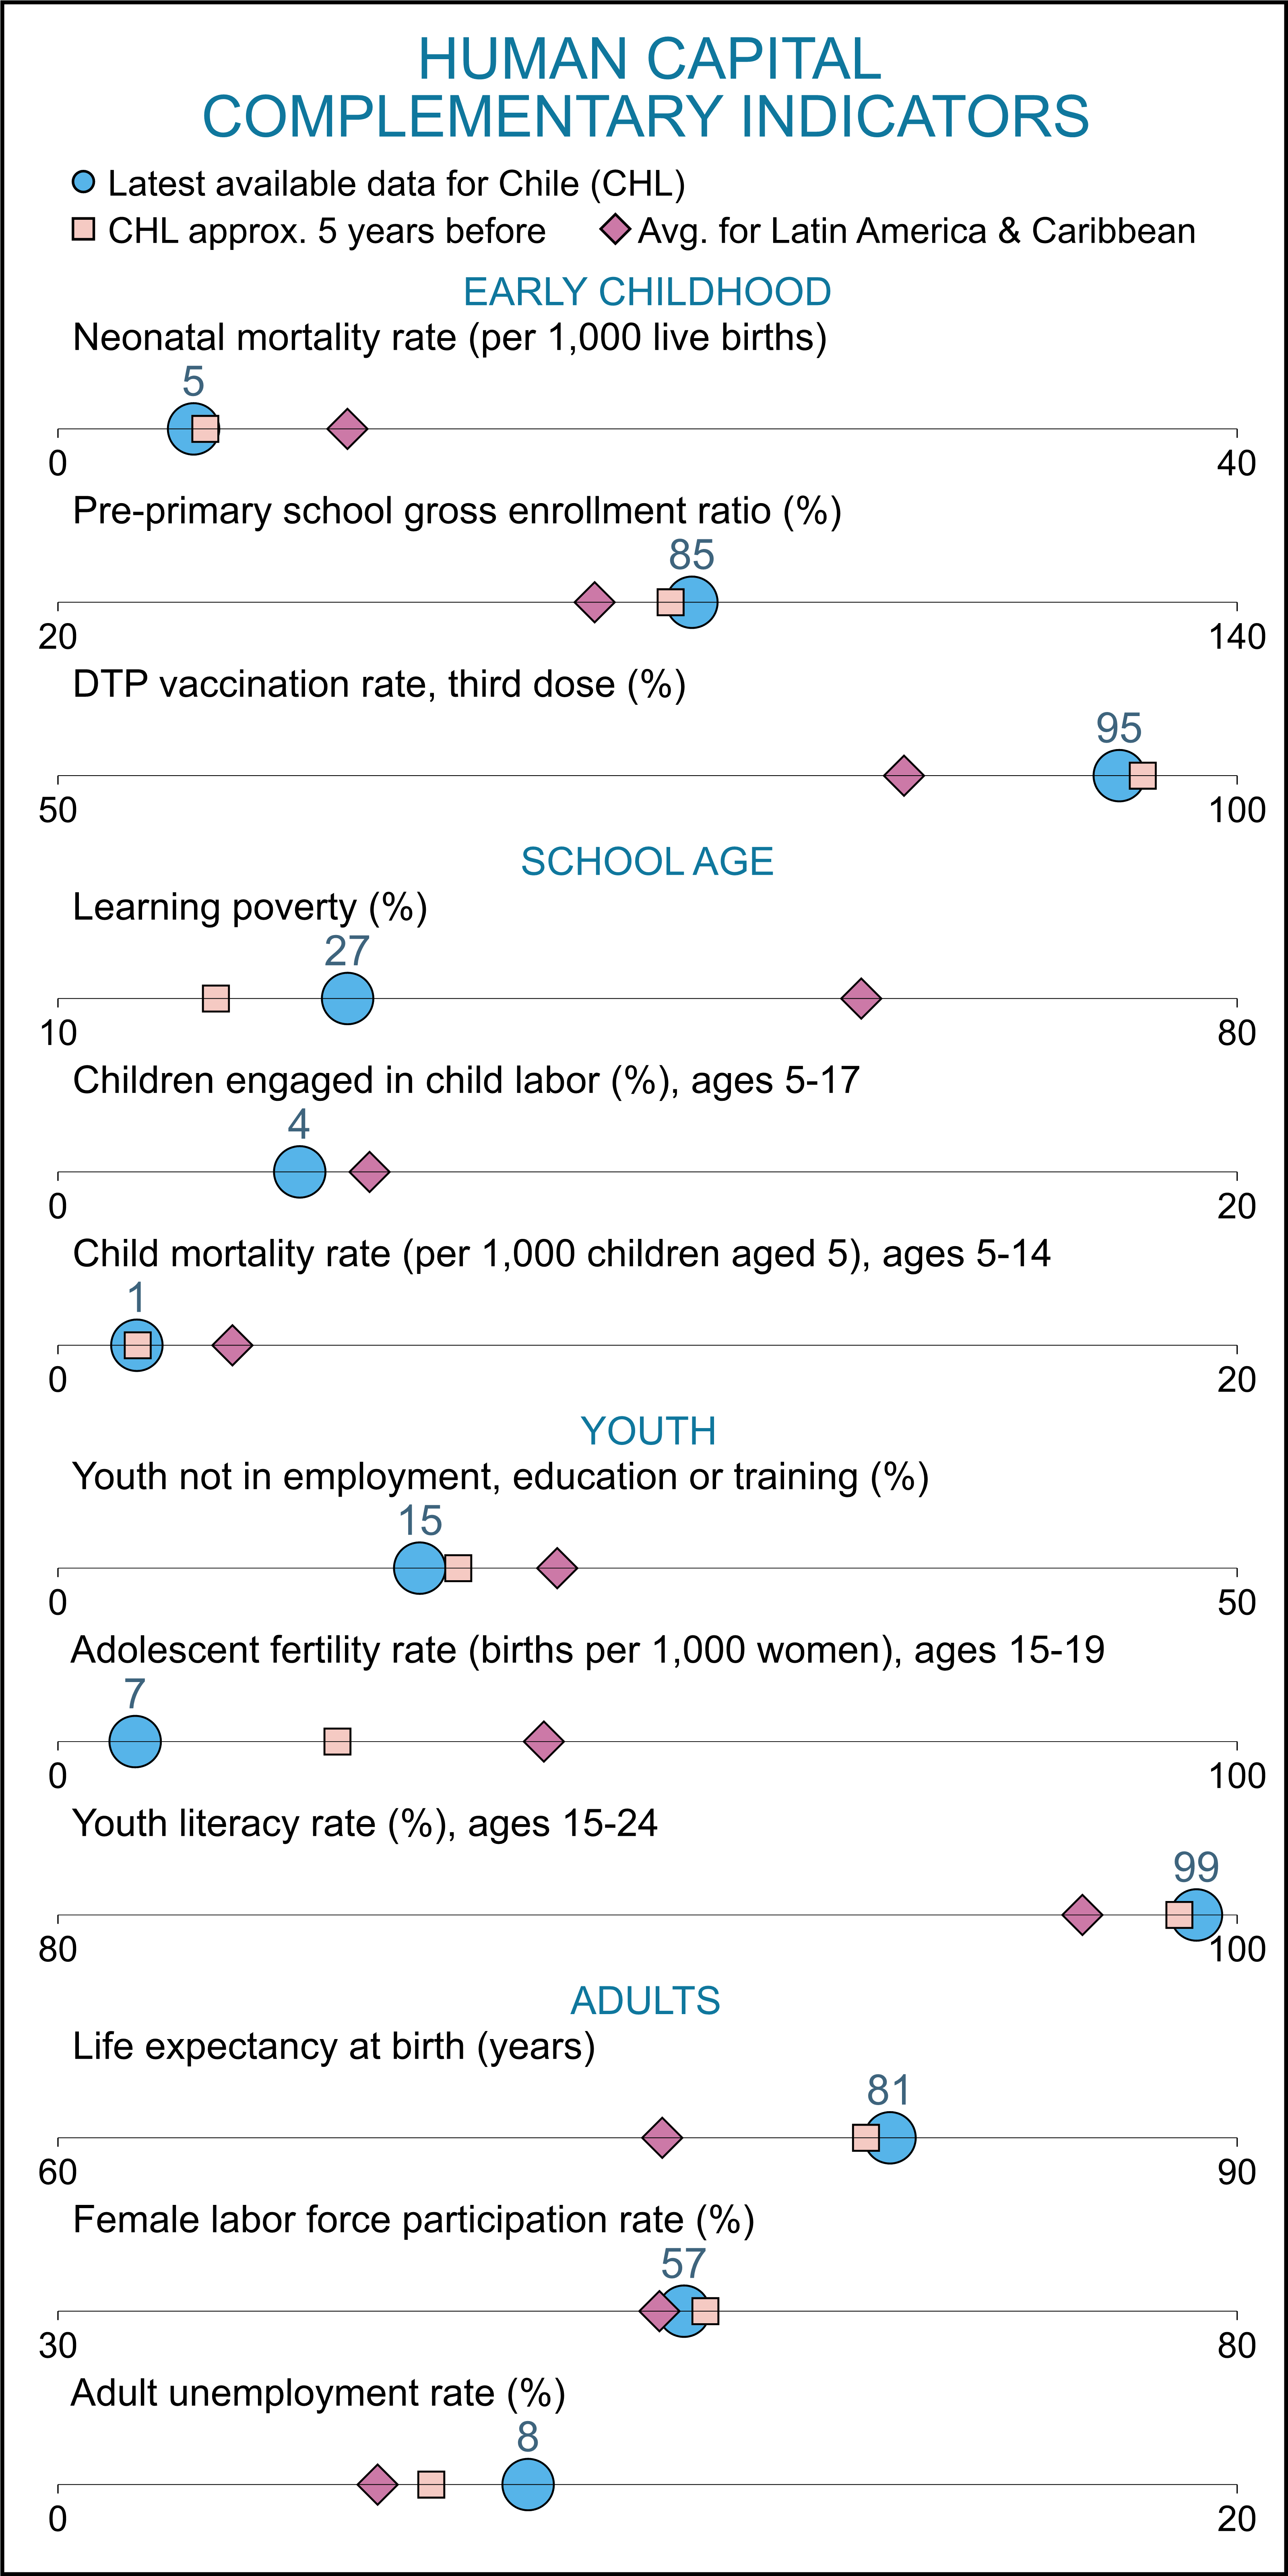 HUMAN CAPITAL
COMPLEMENTARY INDICATORS
Latest available data for Chile (CHL)
CHL approx. 5 years before Avg. for Latin America & Caribbean
EARLY CHILDHOOD
Neonatal mortality rate (per 1,000 live births)
5
0 40
Pre-primary school gross enrollment ratio (%)
85
20 140
DTP vaccination rate, third dose (%)
95
50 100
SCHOOL AGE
Learning poverty (%)
27
10 80
Children engaged in child labor (%), ages 5-17
4
0 20
Child mortality rate (per 1,000 children aged 5), ages 5-14
1
0 20
YOUTH
Youth not in employment, education or training (%)
15
0 50
Adolescent fertility rate (births per 1,000 women), ages 15-19
7
0 100
Youth literacy rate (%), ages 15-24
99
80 100
ADULTS
Life expectancy at birth (years)
81
60 90
Female labor force participation rate (%)
57
30 80
Adult unemployment rate (%)
8
0 20